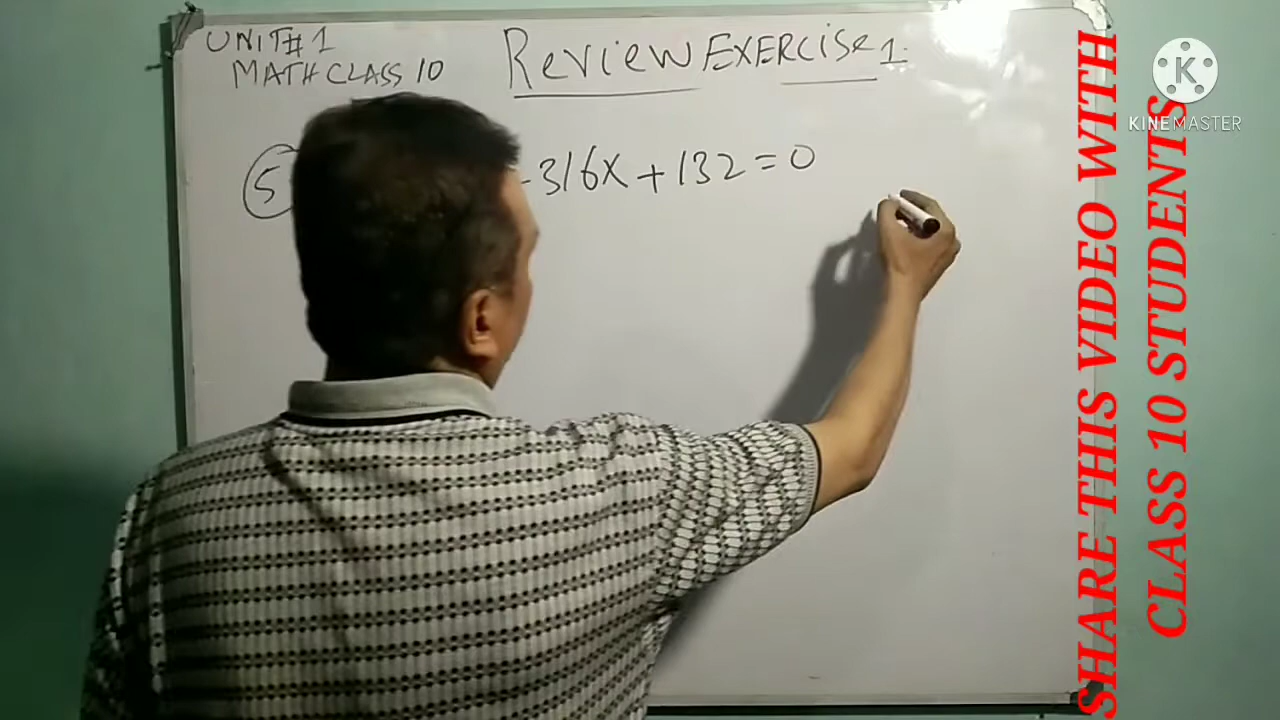 UNIT# 1
MATH CLASS 10
Review EXERCISE 1.
5 -316x + 132 = 0
KINEMASTER
SHARE THIS VIDEO WITH
CLASS 10 STUDENTS